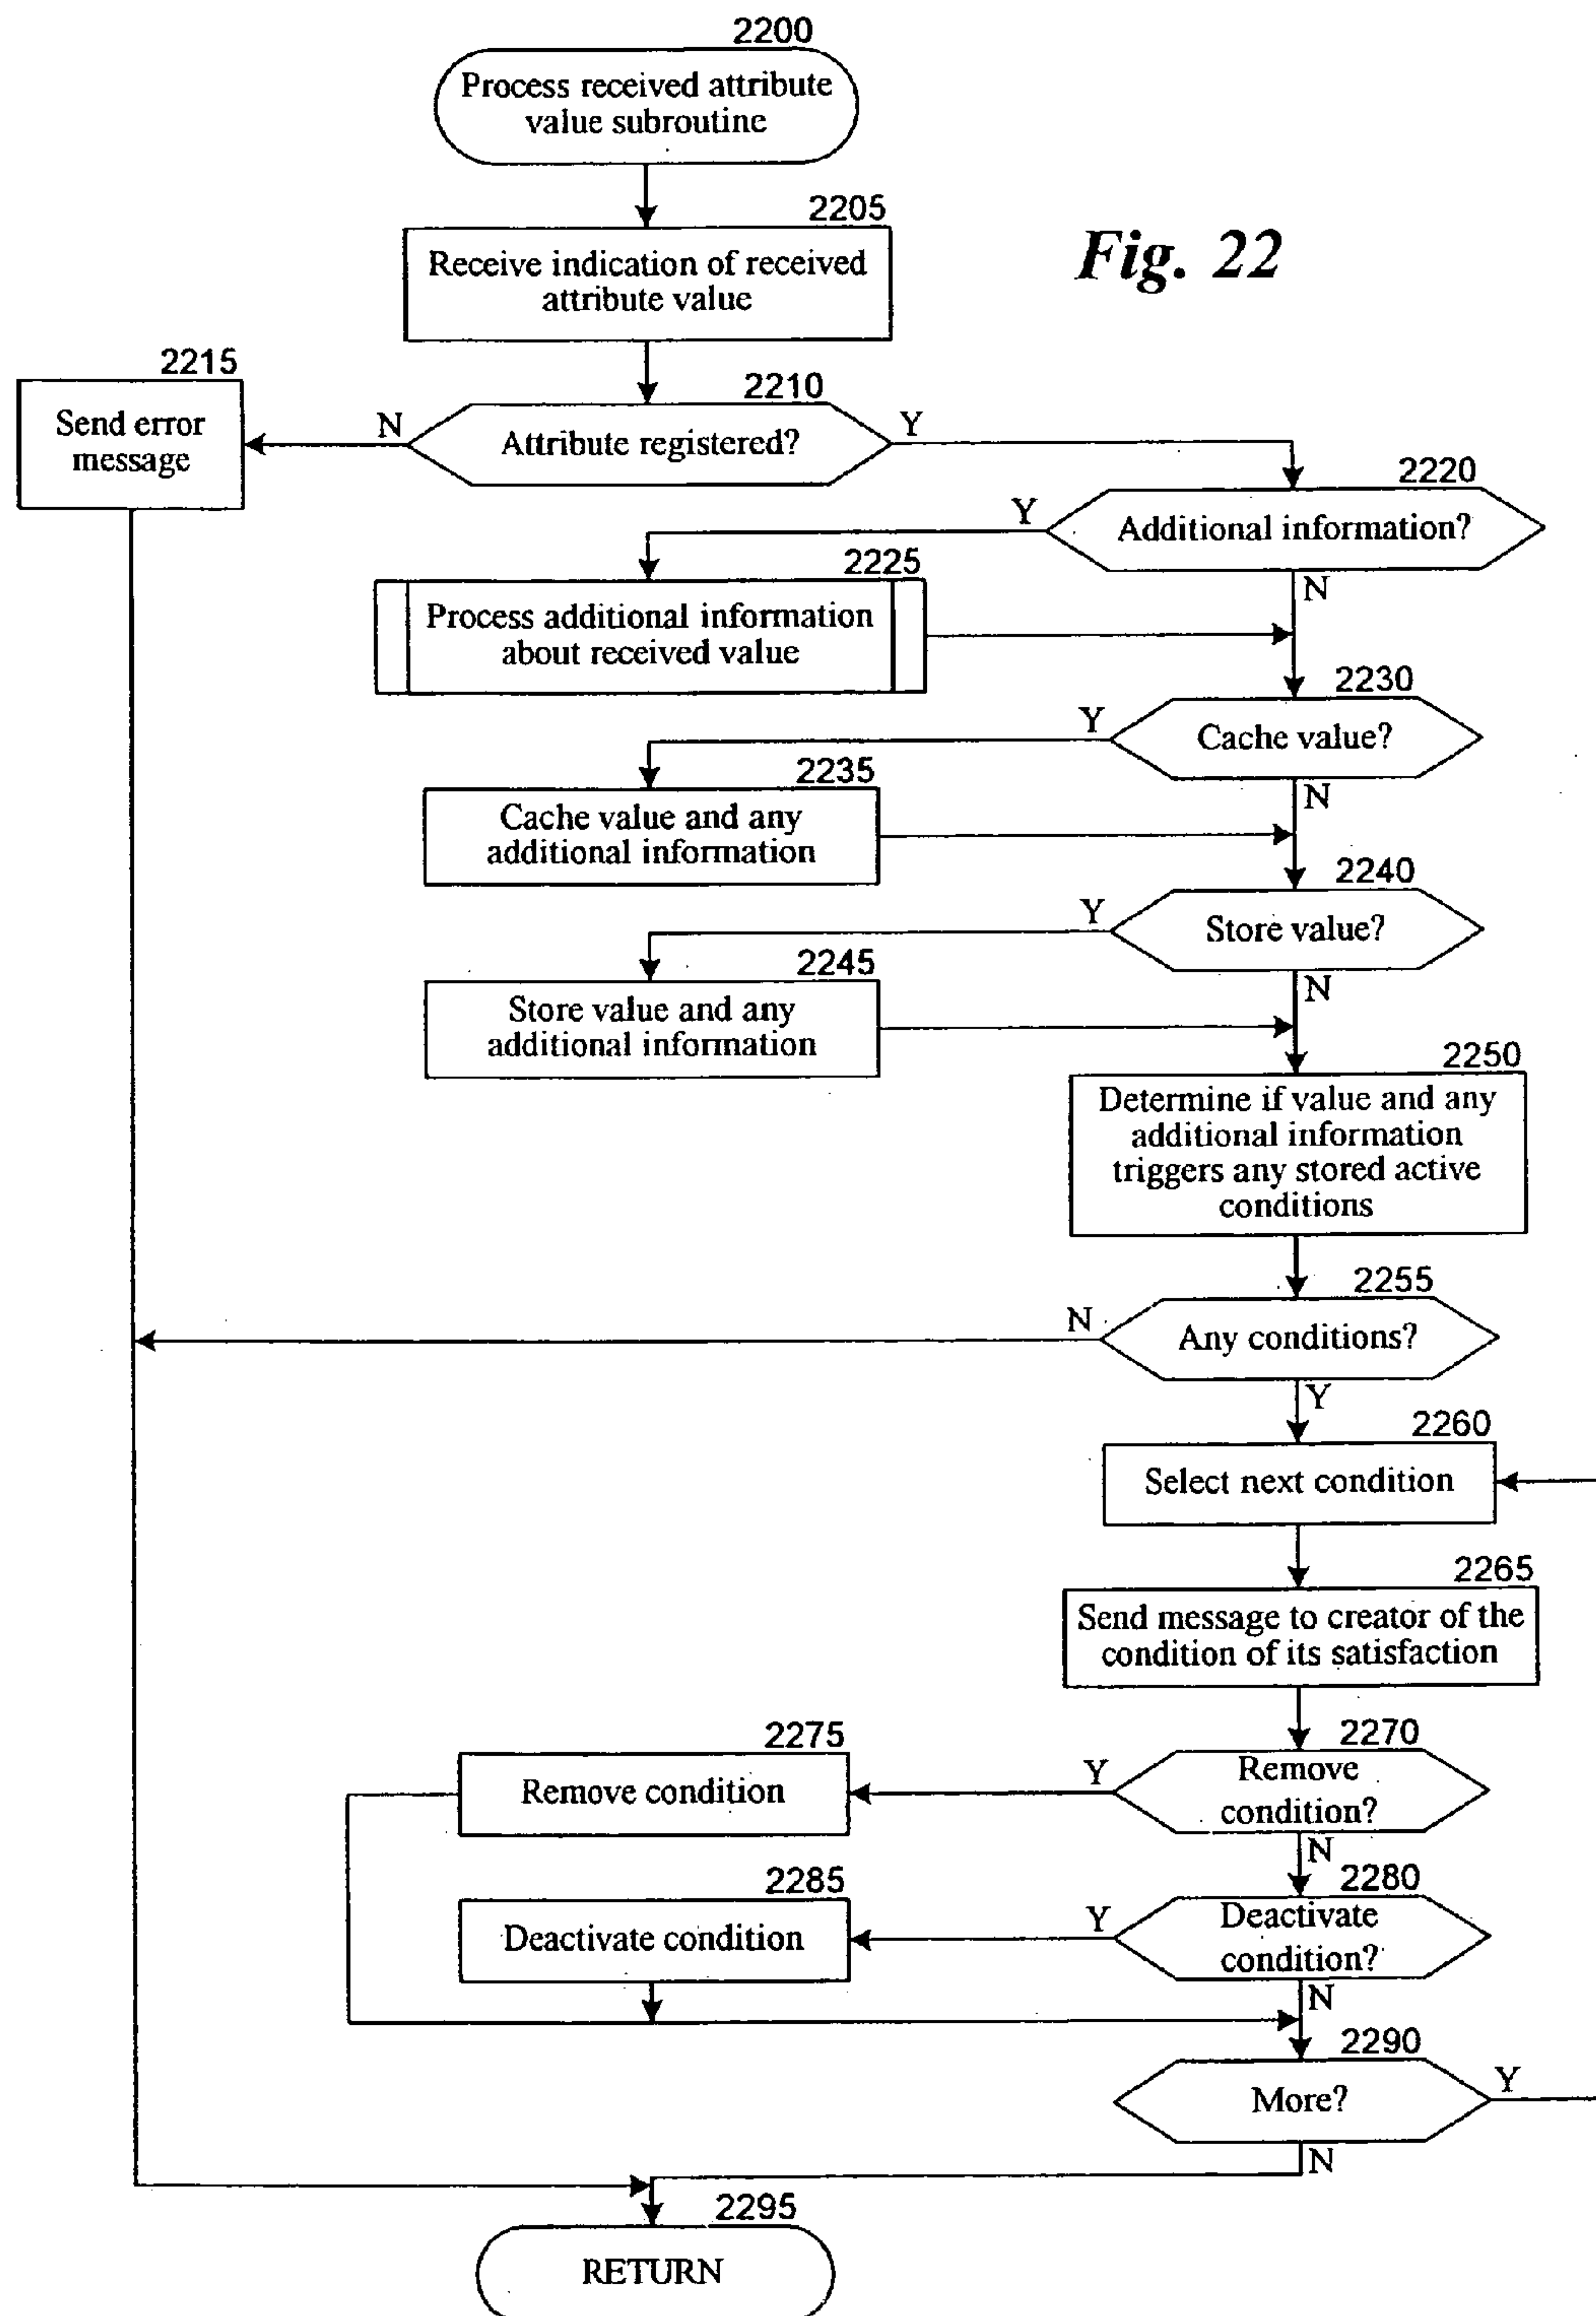 2200
Process received attribute
value subroutine
2205
Receive indication of received
attribute value
Fig. 22
2215
Send error
message
N
2210
Attribute registered?
Y
2220
Additional information?
Y
N
2225
Process additional information
about received value
2230
Cache value?
Y
N
2235
Cache value and any
additional information
2240
Store value?
Y
N
2245
Store value and any
additional information
2250
Determine if value and any
additional information
triggers any stored active
conditions
2255
Any conditions?
N
Y
2260
Select next condition
2265
Send message to creator of the
condition of its satisfaction
2270
Remove
condition?
Y
N
2275
Remove condition
2280
Deactivate
condition?
Y
N
2285
Deactivate condition
2290
More?
Y
N
2295
RETURN